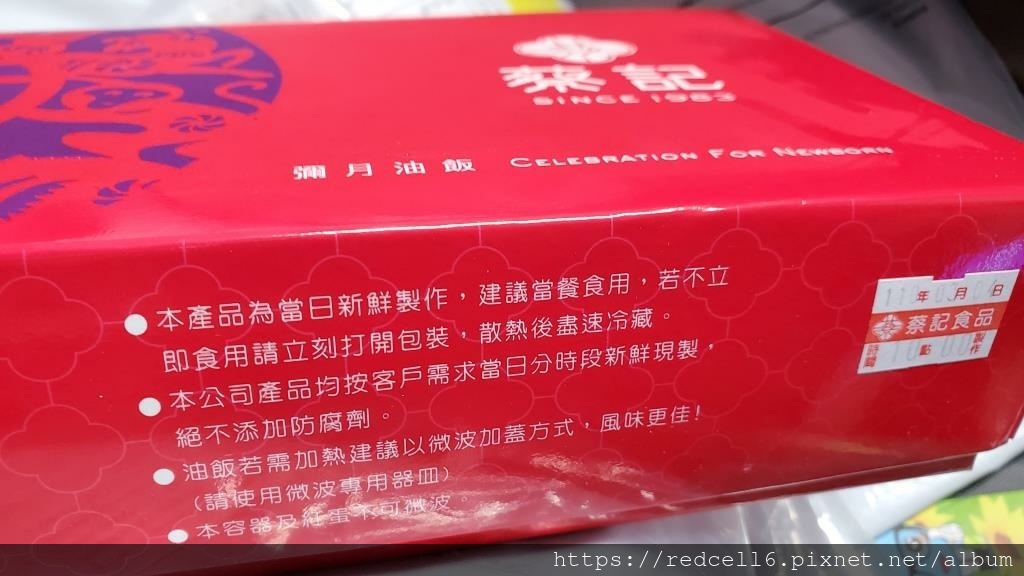 蔡記
SINCE 1983
彌月油飯 CELEBRATION FOR NEWBORN
●本產品為當日新鮮製作，建議當餐食用，若不立
即食用請立刻打開包裝，散熱後盡速冷藏。
●本公司產品均按客戶需求當日分時段新鮮現製，
絕不添加防腐劑。
●油飯若需加熱建議以微波加蓋方式，風味更佳!
（請使用微波專用器皿）
●本容器及紅蛋不可微波。
年 月 日
蔡記食品
時間 10點00 製作
https://redcell6.pixnet.net/album